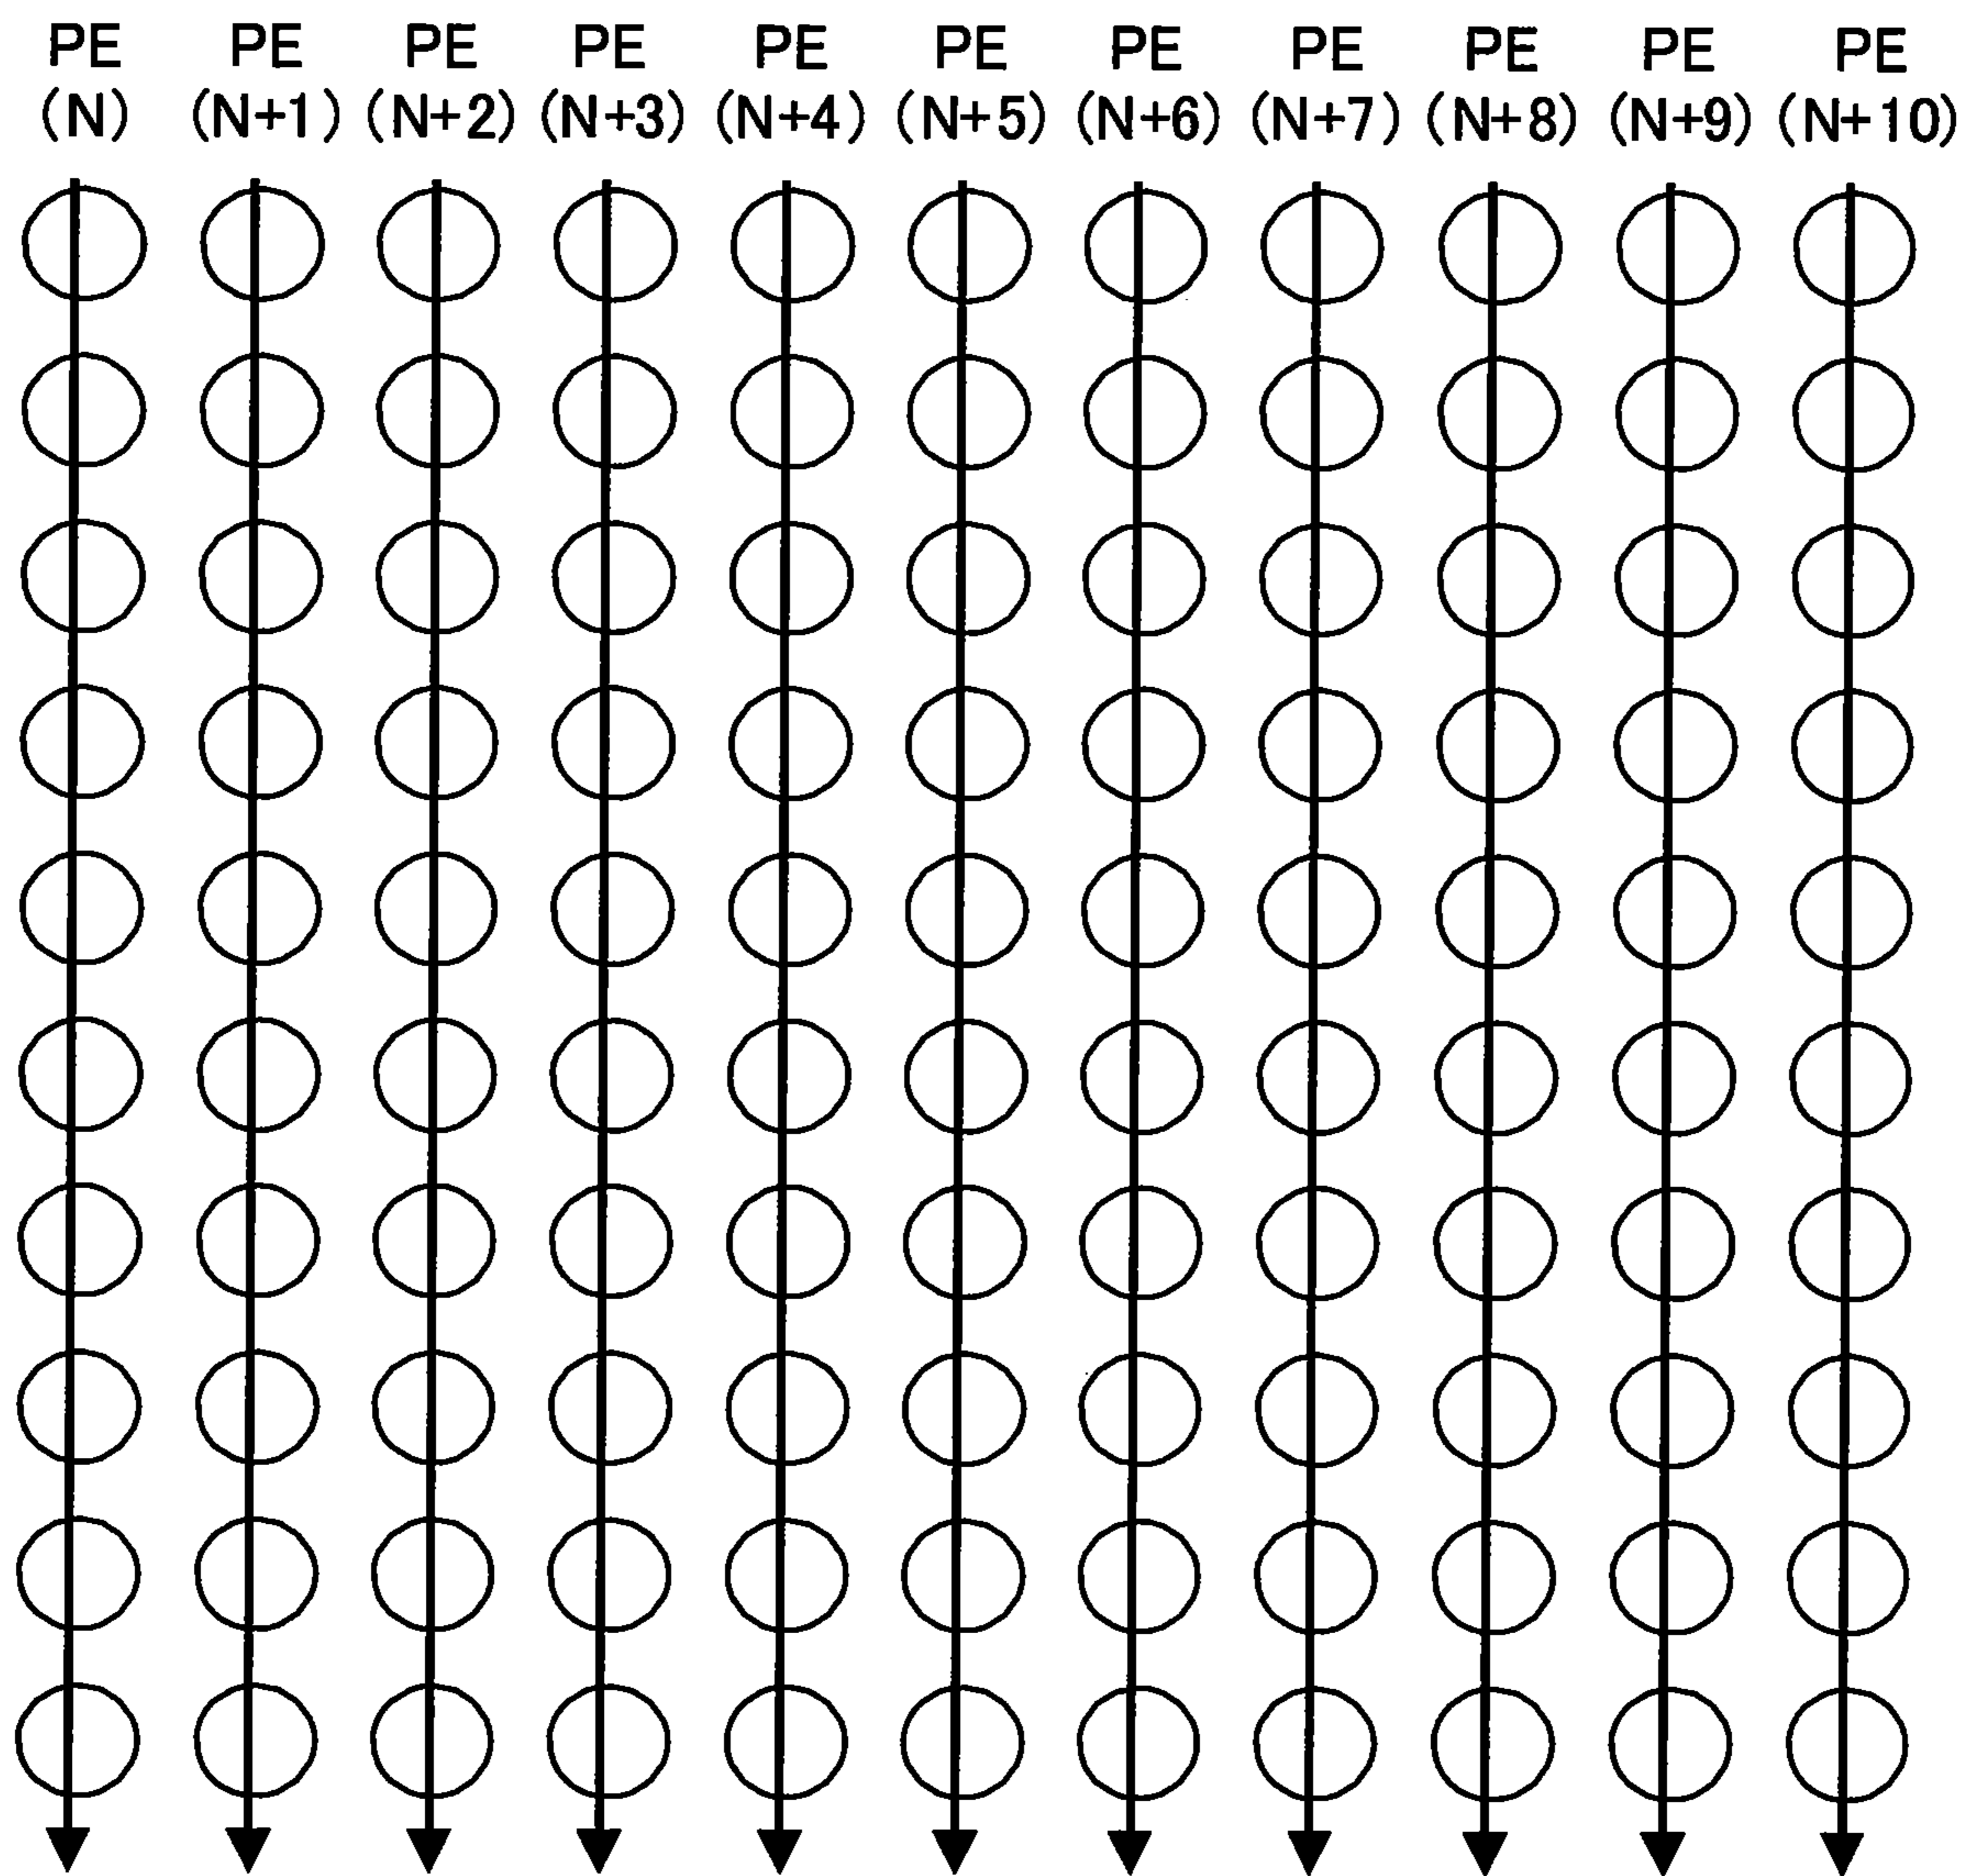 PE PE PE PE PE PE PE PE PE PE PE
(N) (N+1) (N+2) (N+3) (N+4) (N+5) (N+6) (N+7) (N+8) (N+9) (N+10)